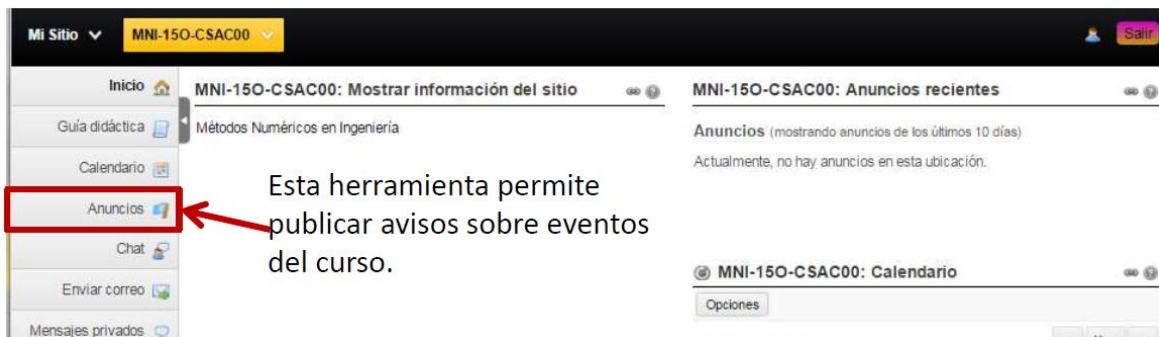 Mi Sitio
MNI-15O-CSAC00
Salir
Inicio
Guía didáctica
Calendario
Anuncios
Chat
Enviar correo
Mensajes privados
MNI-15O-CSAC00: Mostrar información del sitio
Métodos Numéricos en Ingeniería
Esta herramienta permite
publicar avisos sobre eventos
del curso.
MNI-15O-CSAC00: Anuncios recientes
Anuncios (mostrando anuncios de los últimos 10 días)
Actualmente, no hay anuncios en esta ubicación.
MNI-15O-CSAC00: Calendario
Opciones